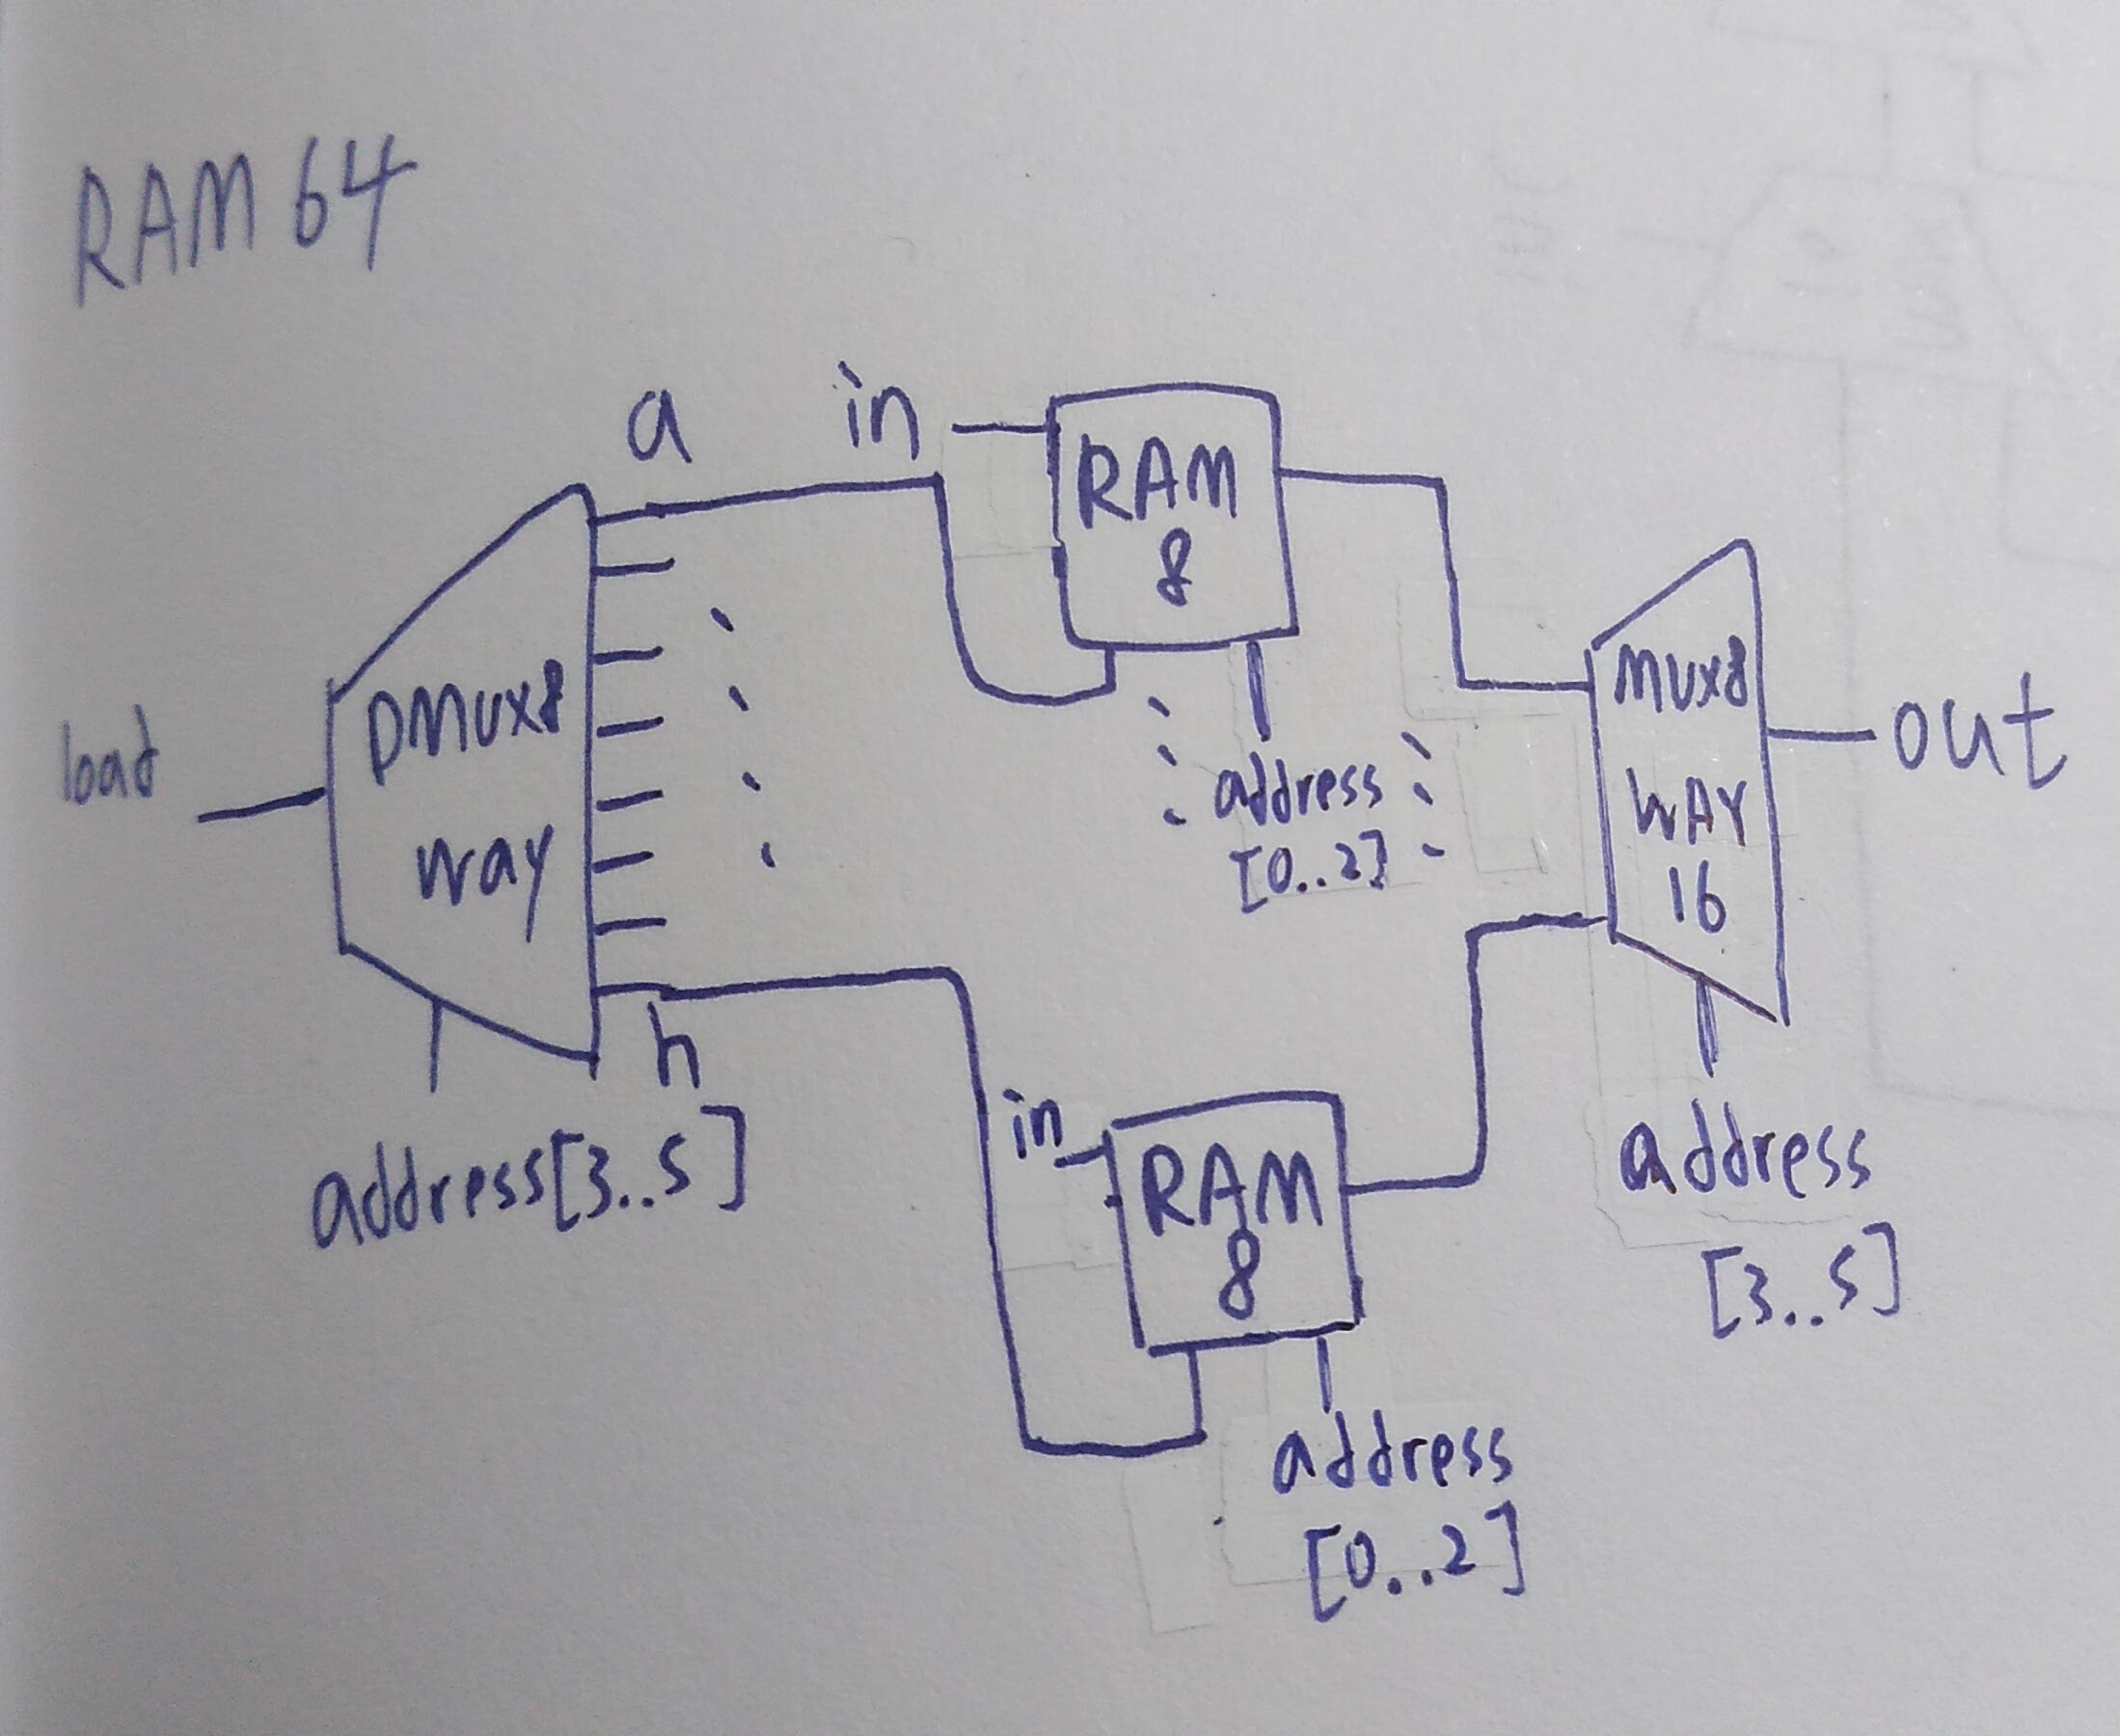 RAM 64
a
in
RAM
8
load
DMUX8
way
address
[0..2]
MUX8
WAY
16
out
h
address[3..5]
in
RAM
8
address
[3..5]
address
[0..2]